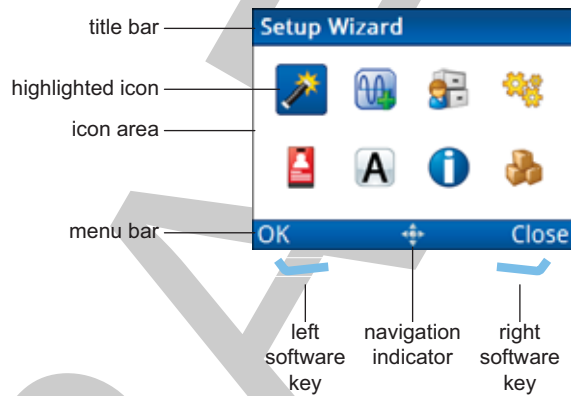 title bar
Setup Wizard
highlighted icon
icon area
A
i
menu bar
OK
Close
left
software
key
navigation
indicator
right
software
key